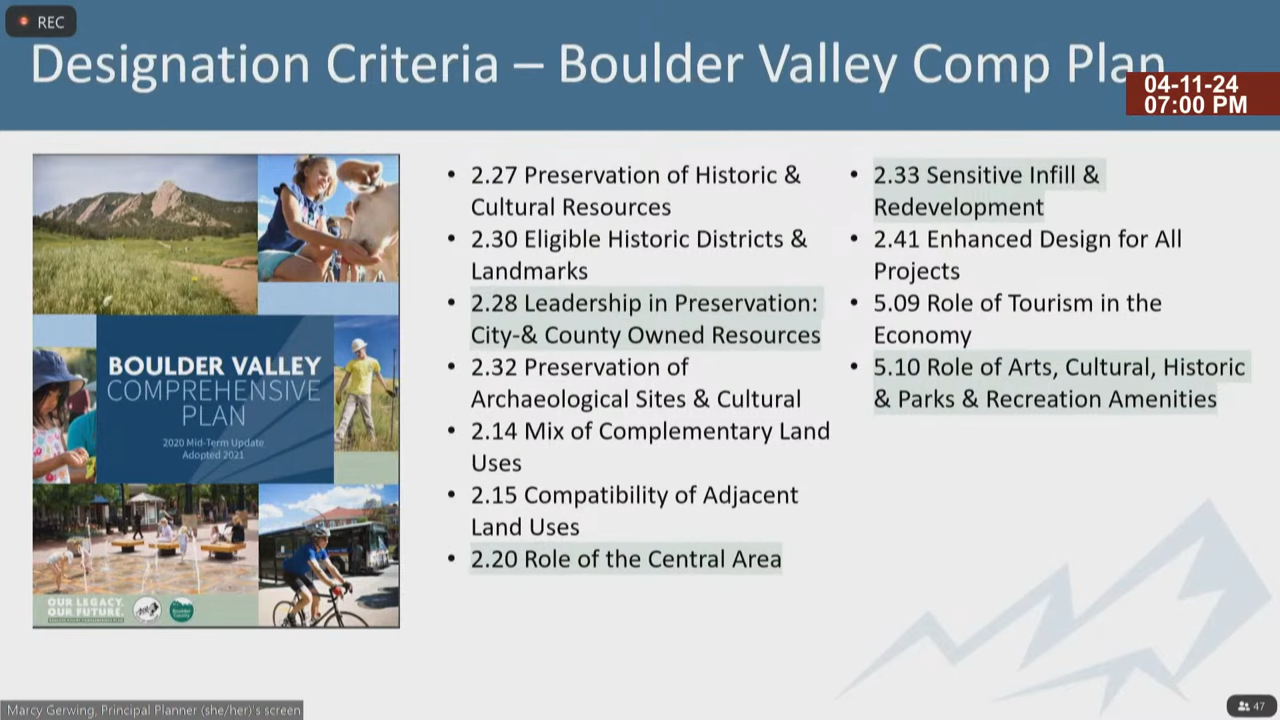 REC
Designation Criteria – Boulder Valley Comp Plan
04-11-24
07:00 PM
BOULDER VALLEY
COMPREHENSIVE
PLAN
2020 Mid-Term Update
Adopted 2021
OUR LEGACY.
OUR FUTURE.
• 2.27 Preservation of Historic &
Cultural Resources
• 2.30 Eligible Historic Districts &
Landmarks
• 2.28 Leadership in Preservation:
City-& County Owned Resources
• 2.32 Preservation of
Archaeological Sites & Cultural
• 2.14 Mix of Complementary Land
Uses
• 2.15 Compatibility of Adjacent
Land Uses
• 2.20 Role of the Central Area
• 2.33 Sensitive Infill &
Redevelopment
• 2.41 Enhanced Design for All
Projects
• 5.09 Role of Tourism in the
Economy
• 5.10 Role of Arts, Cultural, Historic
& Parks & Recreation Amenities
Marcy Gerwing, Principal Planner (she/her)'s screen
47